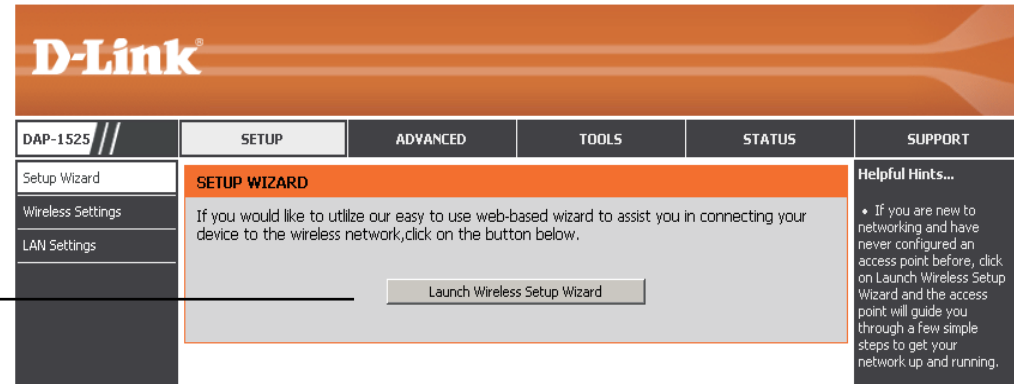 D-Link®
DAP-1525 SETUP ADVANCED TOOLS STATUS SUPPORT
Setup Wizard
Wireless Settings
LAN Settings
SETUP WIZARD
If you would like to utlilze our easy to use web-based wizard to assist you in connecting your
device to the wireless network,click on the button below.
Launch Wireless Setup Wizard
Helpful Hints...
• If you are new to
networking and have
never configured an
access point before, click
on Launch Wireless Setup
Wizard and the access
point will guide you
through a few simple
steps to get your
network up and running.